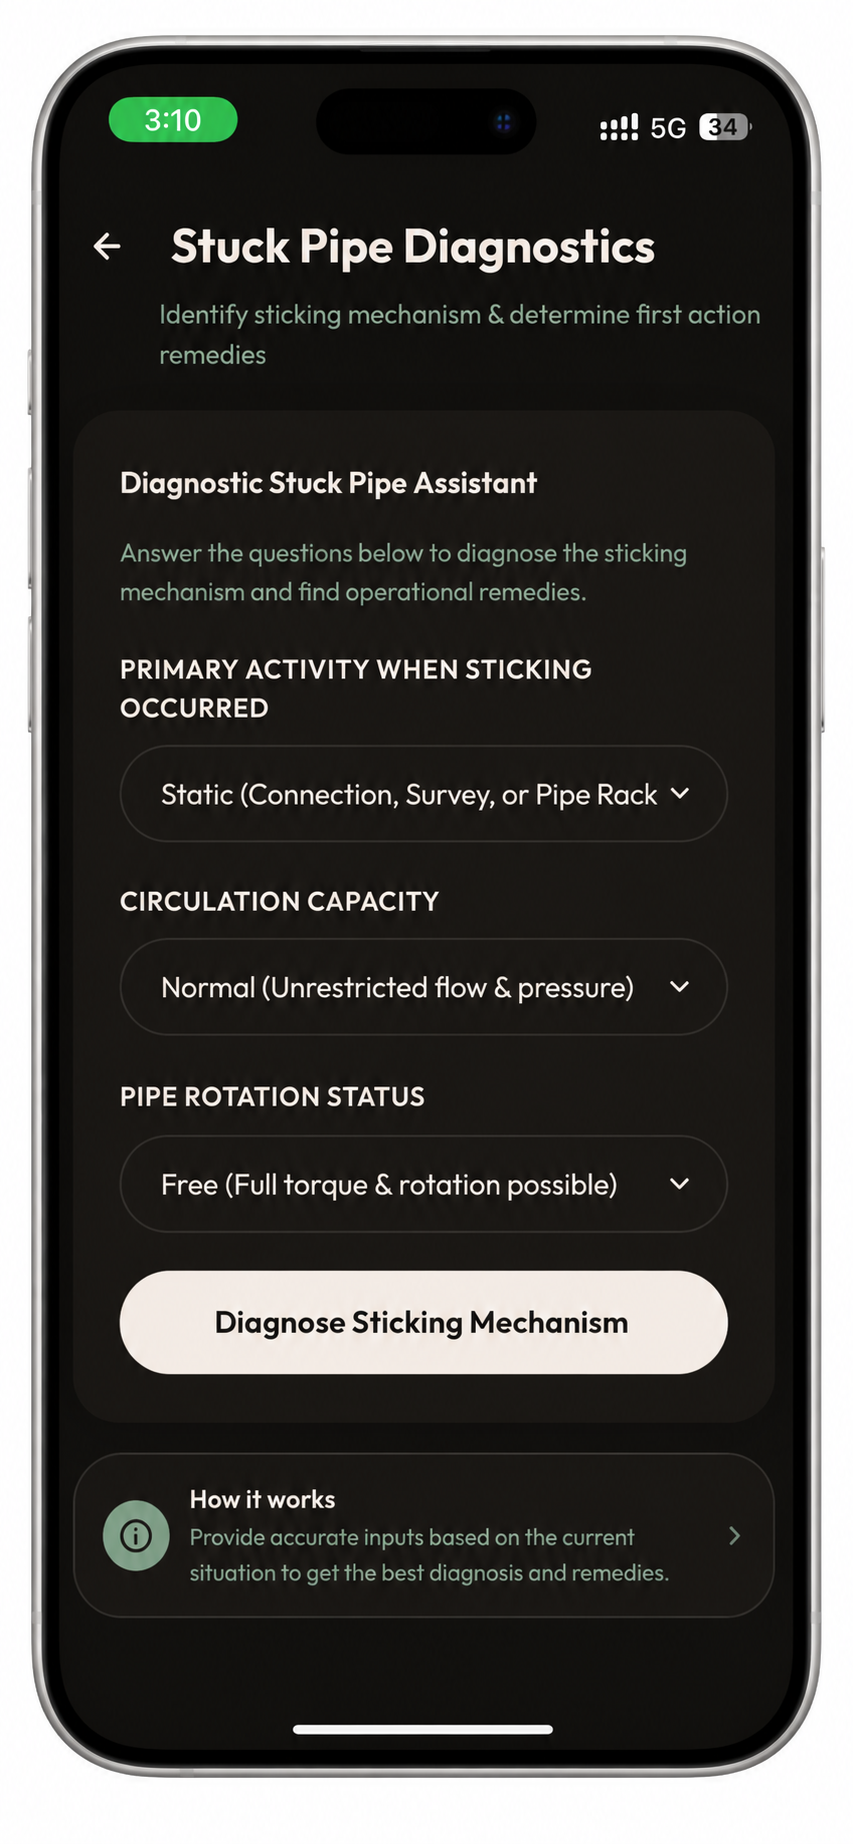 3:10
5G
34
Stuck Pipe Diagnostics
Identify sticking mechanism & determine first action
remedies
Diagnostic Stuck Pipe Assistant
Answer the questions below to diagnose the sticking
mechanism and find operational remedies.
PRIMARY ACTIVITY WHEN STICKING
OCCURRED
Static (Connection, Survey, or Pipe Rack
CIRCULATION CAPACITY
Normal (Unrestricted flow & pressure)
PIPE ROTATION STATUS
Free (Full torque & rotation possible)
Diagnose Sticking Mechanism
How it works
Provide accurate inputs based on the current
situation to get the best diagnosis and remedies.